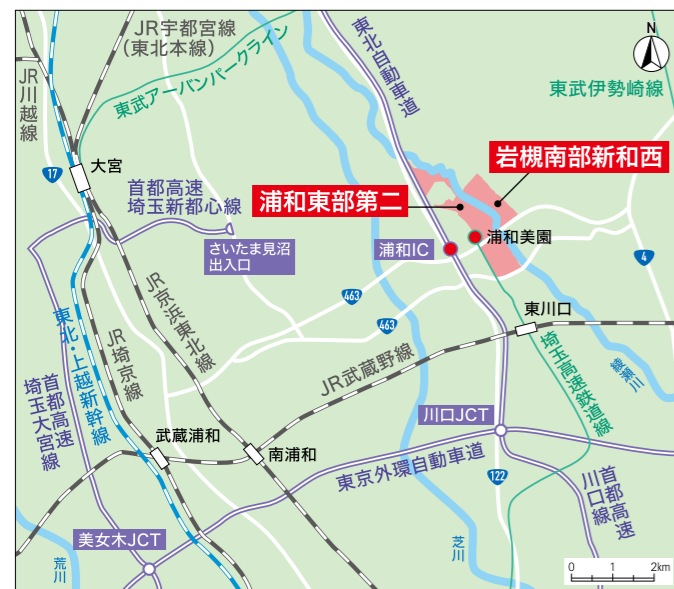 JR宇都宮線
(東北本線)
東武アーバンパークライン
JR川越線
大宮
17
首都高速
埼玉新都心線
さいたま見沼
出入口
東北自動車道
N
東武伊勢崎線
岩槻南部新和西
浦和東部第二
浦和美園
浦和IC
4
463
463
東川口
JR京浜東北線
JR埼京線
東北・上越新幹線
首都高速
埼玉大宮線
JR武蔵野線
綾瀬川
埼玉高速鉄道線
川口JCT
武蔵浦和
南浦和
東京外環自動車道
122
首都高速
川口線
美女木JCT
荒川
芝川
0 1 2km